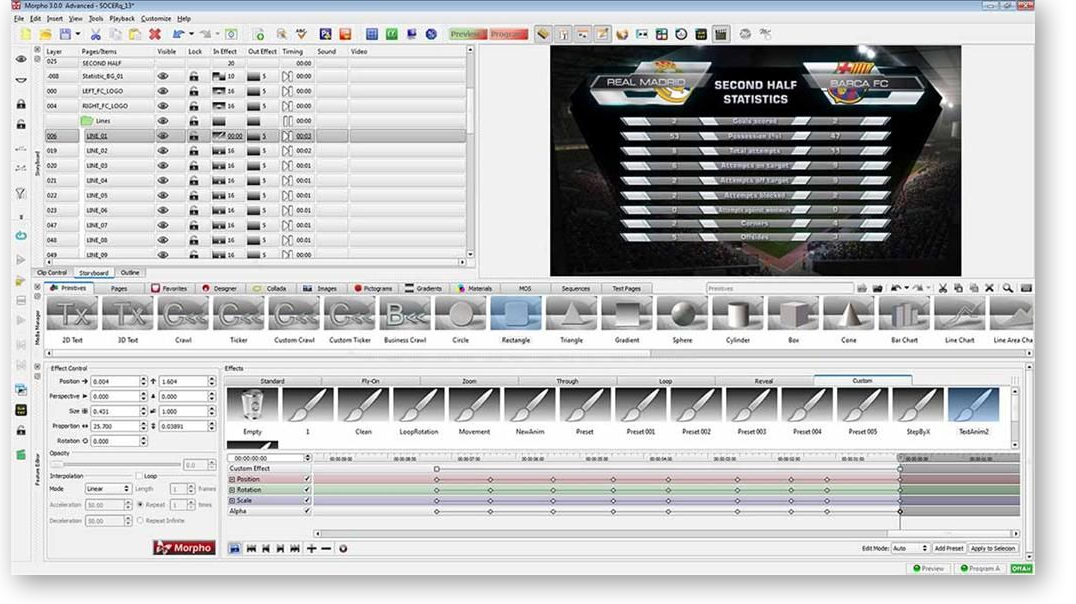 Morpho 3.0.0 Advanced - SOCERq_13*
File Edit Insert View Tools Playback Customize Help
Preview Program
Layer Pages/Items Visible Lock In Effect Out Effect Timing Sound Video
025 SECOND HALF 20 00:00
-008 Statistic_BG_01 10 5 00:00
000 LEFT_FC_LOGO 16 5 00:00
004 RIGHT_FC_LOGO 16 5 00:00
Lines 00:00
006 LINE_01 00:00 5 00:03
019 LINE_02 16 5 00:02
020 LINE_03 16 5 00:01
021 LINE_04 16 5 00:01
022 LINE_05 16 5 00:01
023 LINE_06 16 5 00:01
047 LINE_07 16 5 00:01
048 LINE_08 16 5 00:01
049 LINE_09 16 5 00:01
Storyboard
Clip Control Storyboard Outline
REAL MADRID SECOND HALF STATISTICS BARCA FC
2 Goals scored 2
53 Possession (%) 47
Total attempts
Attempts on target
2 Attempts off target
Attempts blocked
0 Attempts against woodwork 0
Corners
5 Offsides 3
Primitives Pages Favorites Designer Collada Images Pictograms Gradients Materials MOS Sequences Test Pages
Primitives
Media Manager
2D Text 3D Text Crawl Ticker Custom Crawl Custom Ticker Business Crawl Circle Rectangle Triangle Gradient Sphere Cylinder Box Cone Bar Chart Line Chart Line Area Cha
Effect Control
Position 0.004 1.604
Perspective 0.000 0.000
Size 0.431 1.000
Proportion 25.700 0.03891
Rotation 0.000
Opacity
0.0
Interpolation Loop
Mode Linear Length 1 frames
Acceleration 50.00 Repeat 1 times
Deceleration 50.00 Repeat Infinite
Morpho
Feature Editor
Effects
Standard Fly-On Zoom Through Loop Reveal Custom
Empty 1 Clean LoopRotation Movement NewAnim Preset Preset 001 Preset 002 Preset 003 Preset 004 Preset 005 StepByX TextAnim2
00:00:00:00
Custom Effect
Position
Rotation
Scale
Alpha
Edit Mode: Auto Add Preset Apply to Selection
Preview Program A Off Air